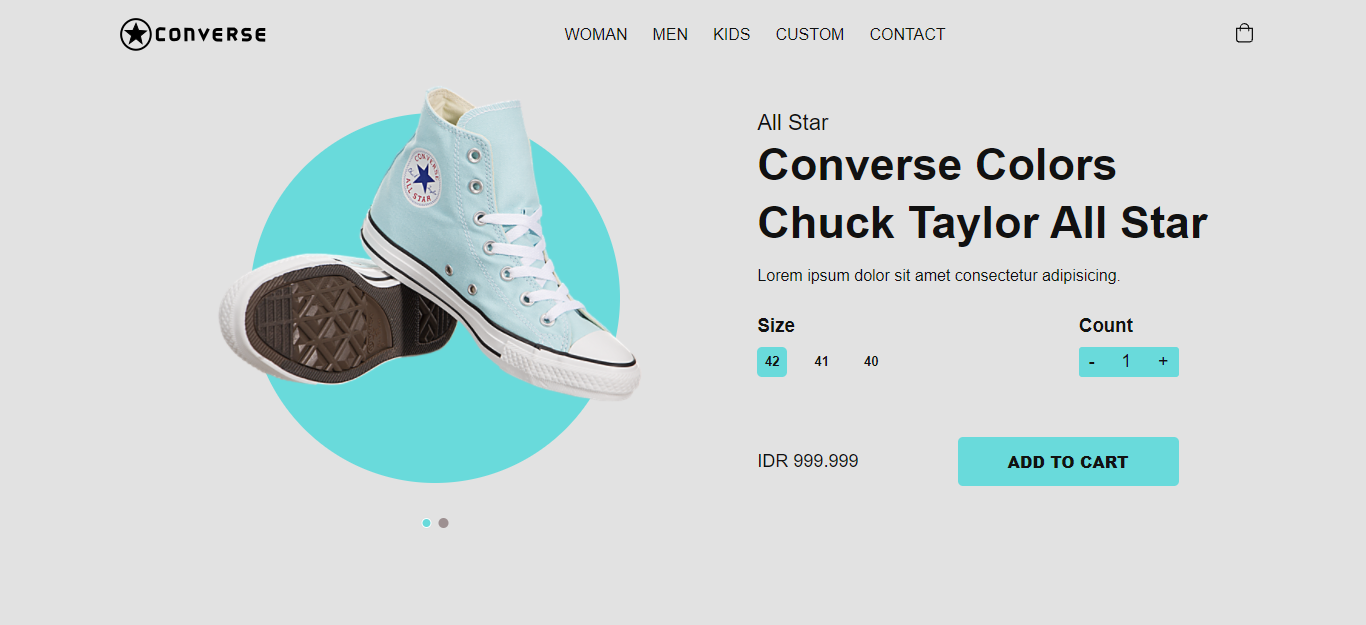 CONVERSE
WOMAN MEN KIDS CUSTOM CONTACT
CONVERSE
ALL STAR
All Star
Converse Colors
Chuck Taylor All Star
Lorem ipsum dolor sit amet consectetur adipisicing.
Size
42 41 40
Count
- 1 +
IDR 999.999
ADD TO CART